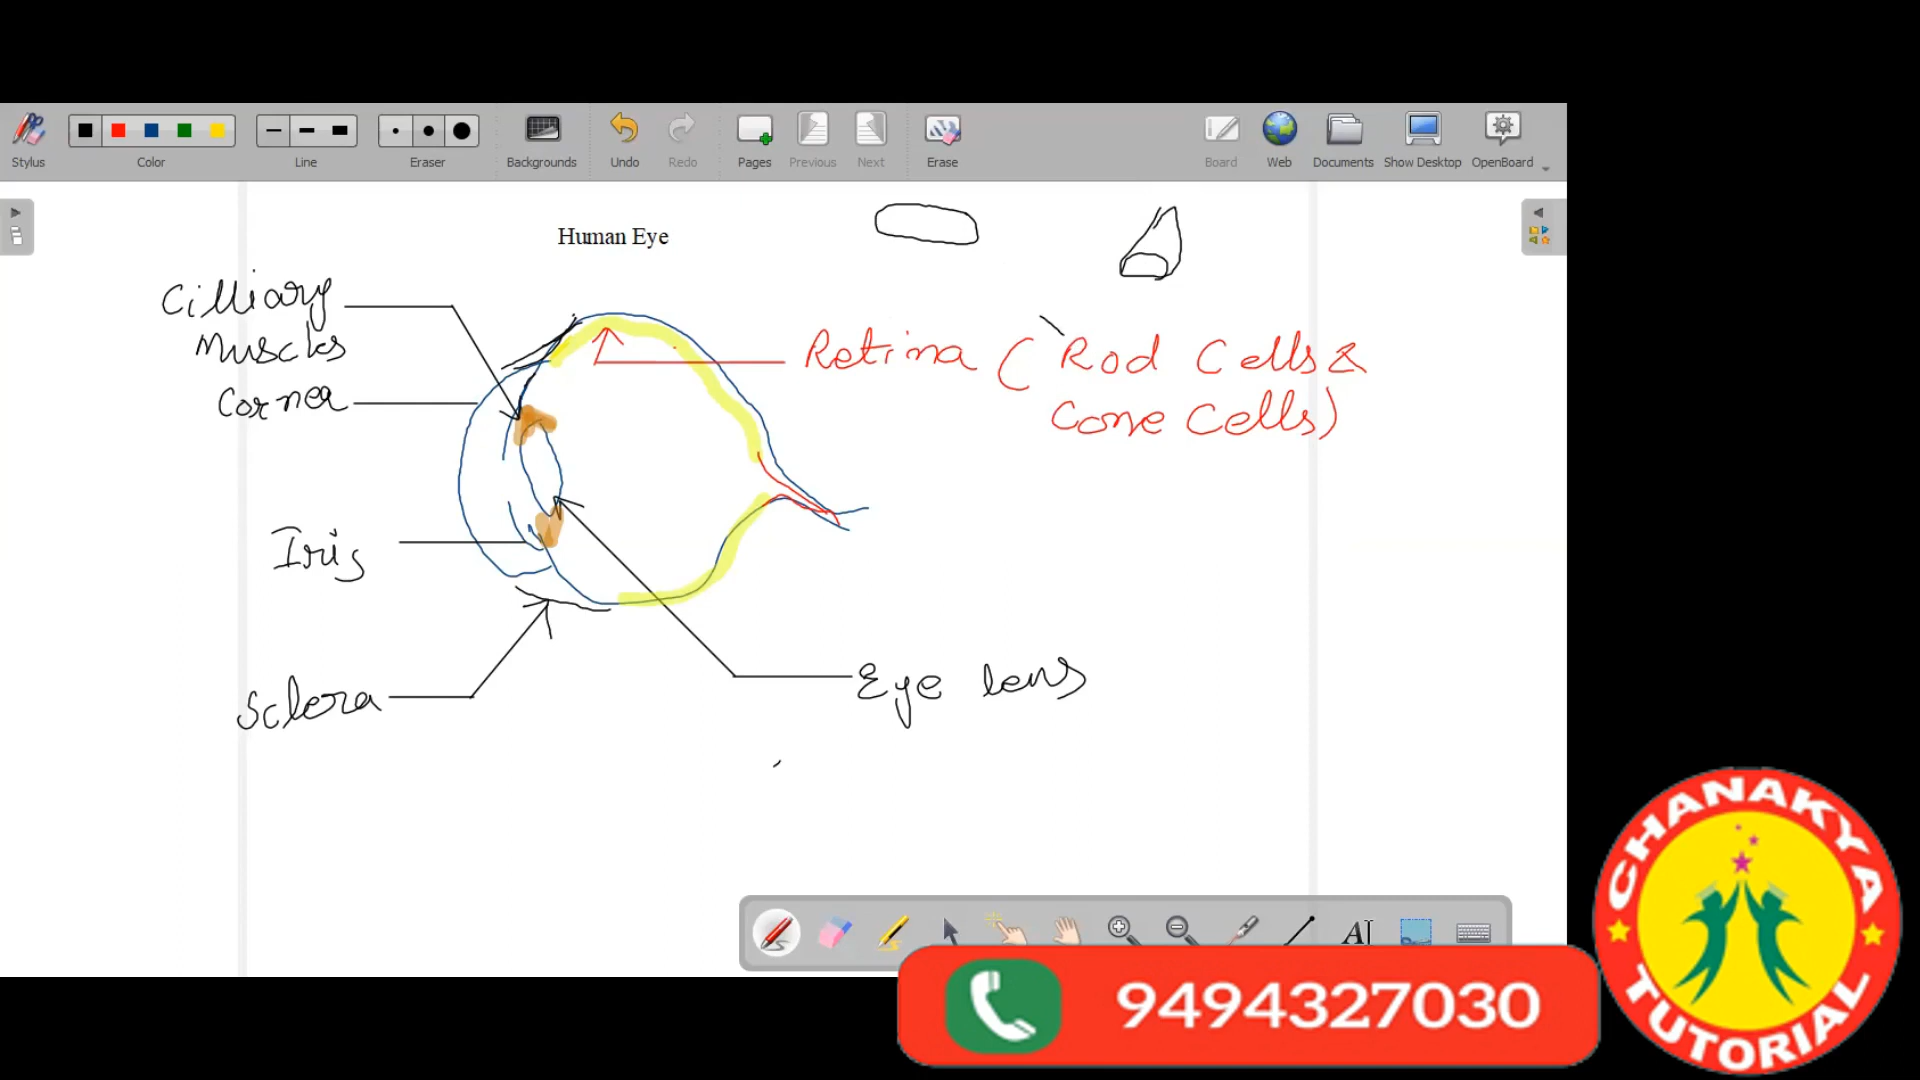 Stylus
Color
Line
Eraser
Backgrounds
Undo
Redo
Pages
Previous
Next
Erase
Board
Web
Documents
Show Desktop
OpenBoard
Human Eye
Cilliary
Muscles
Cornea
Iris
Sclera
Retina ( Rod Cells &
Cone Cells)
Eye lens
AI
9494327030
CHANAKYA
TUTORIAL